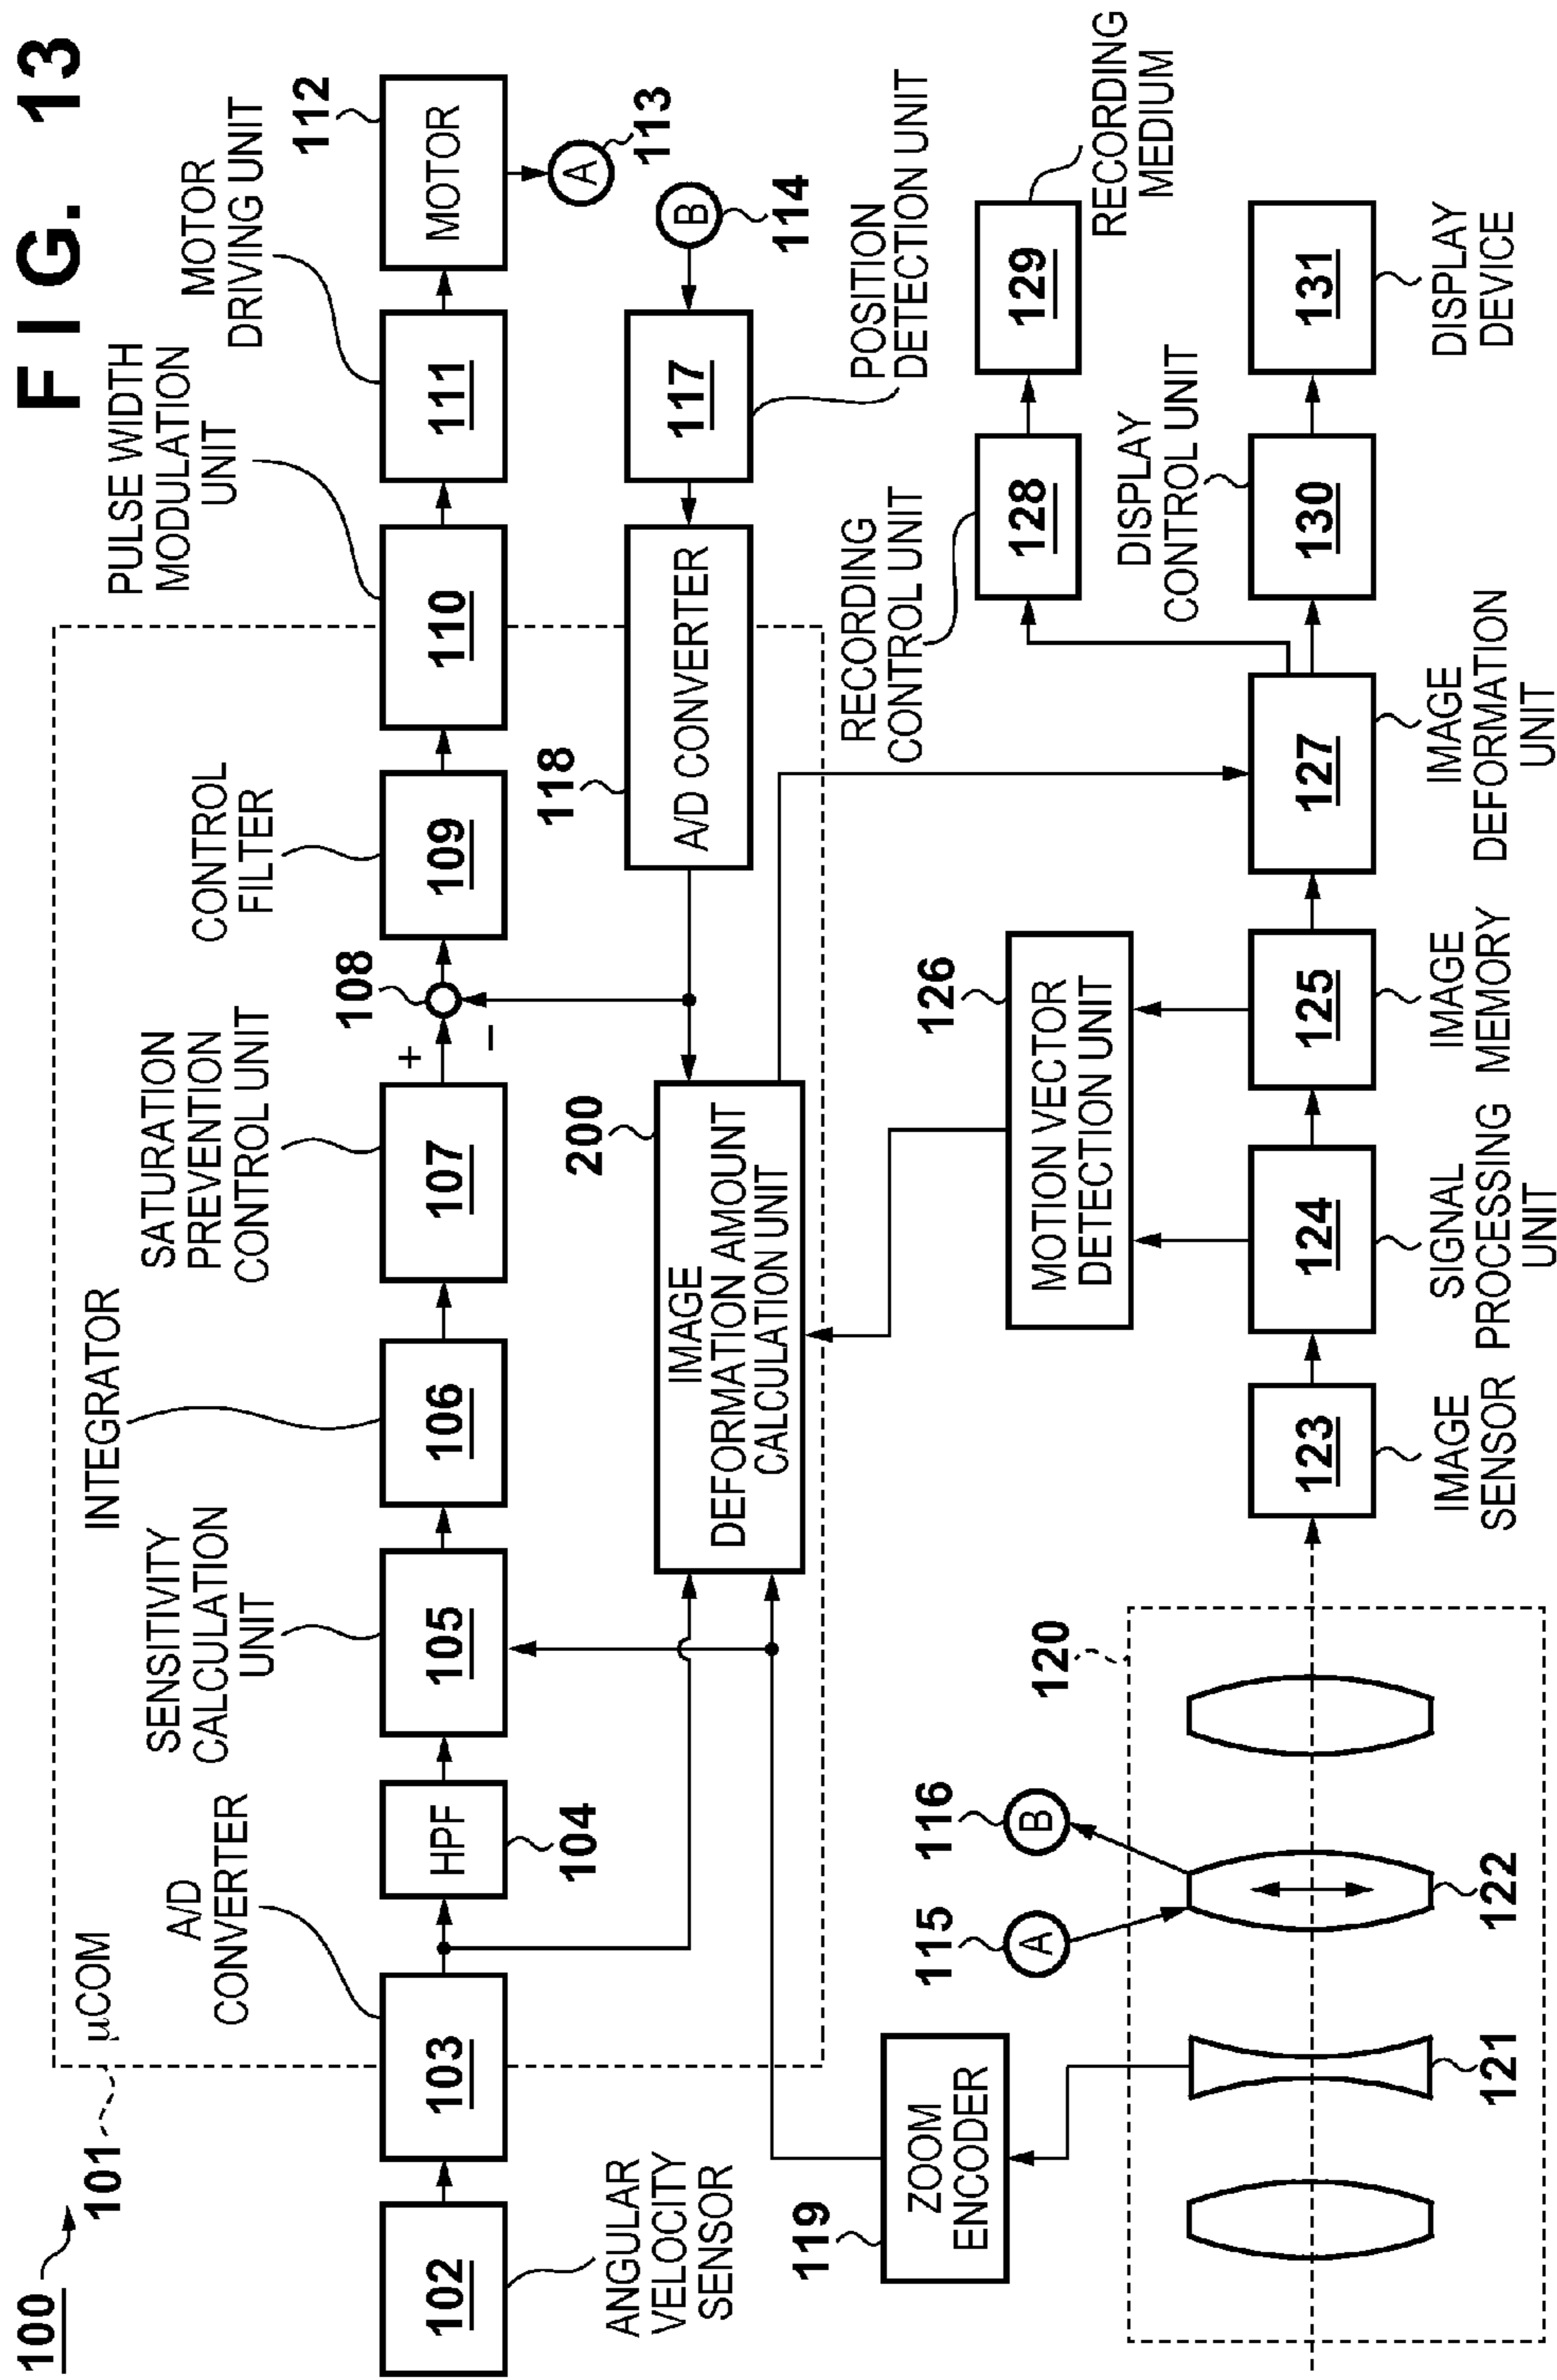 FIG. 13
100
101
μCOM
102
ANGULAR
VELOCITY
SENSOR
103
A/D
CONVERTER
HPF
104
105
SENSITIVITY
CALCULATION
UNIT
106
INTEGRATOR
107
SATURATION
PREVENTION
CONTROL UNIT
+
−
108
109
CONTROL
FILTER
110
PULSE WIDTH
MODULATION
UNIT
111
MOTOR
DRIVING UNIT
MOTOR
112
A
113
B
114
117
POSITION
DETECTION UNIT
118
A/D CONVERTER
200
IMAGE
DEFORMATION AMOUNT
CALCULATION UNIT
119
ZOOM
ENCODER
115
A
116
B
120
121
122
123
IMAGE
SENSOR
124
SIGNAL
PROCESSING
UNIT
125
IMAGE
MEMORY
126
MOTION VECTOR
DETECTION UNIT
127
IMAGE
DEFORMATION
UNIT
128
RECORDING
CONTROL UNIT
129
RECORDING
MEDIUM
130
DISPLAY
CONTROL UNIT
131
DISPLAY
DEVICE